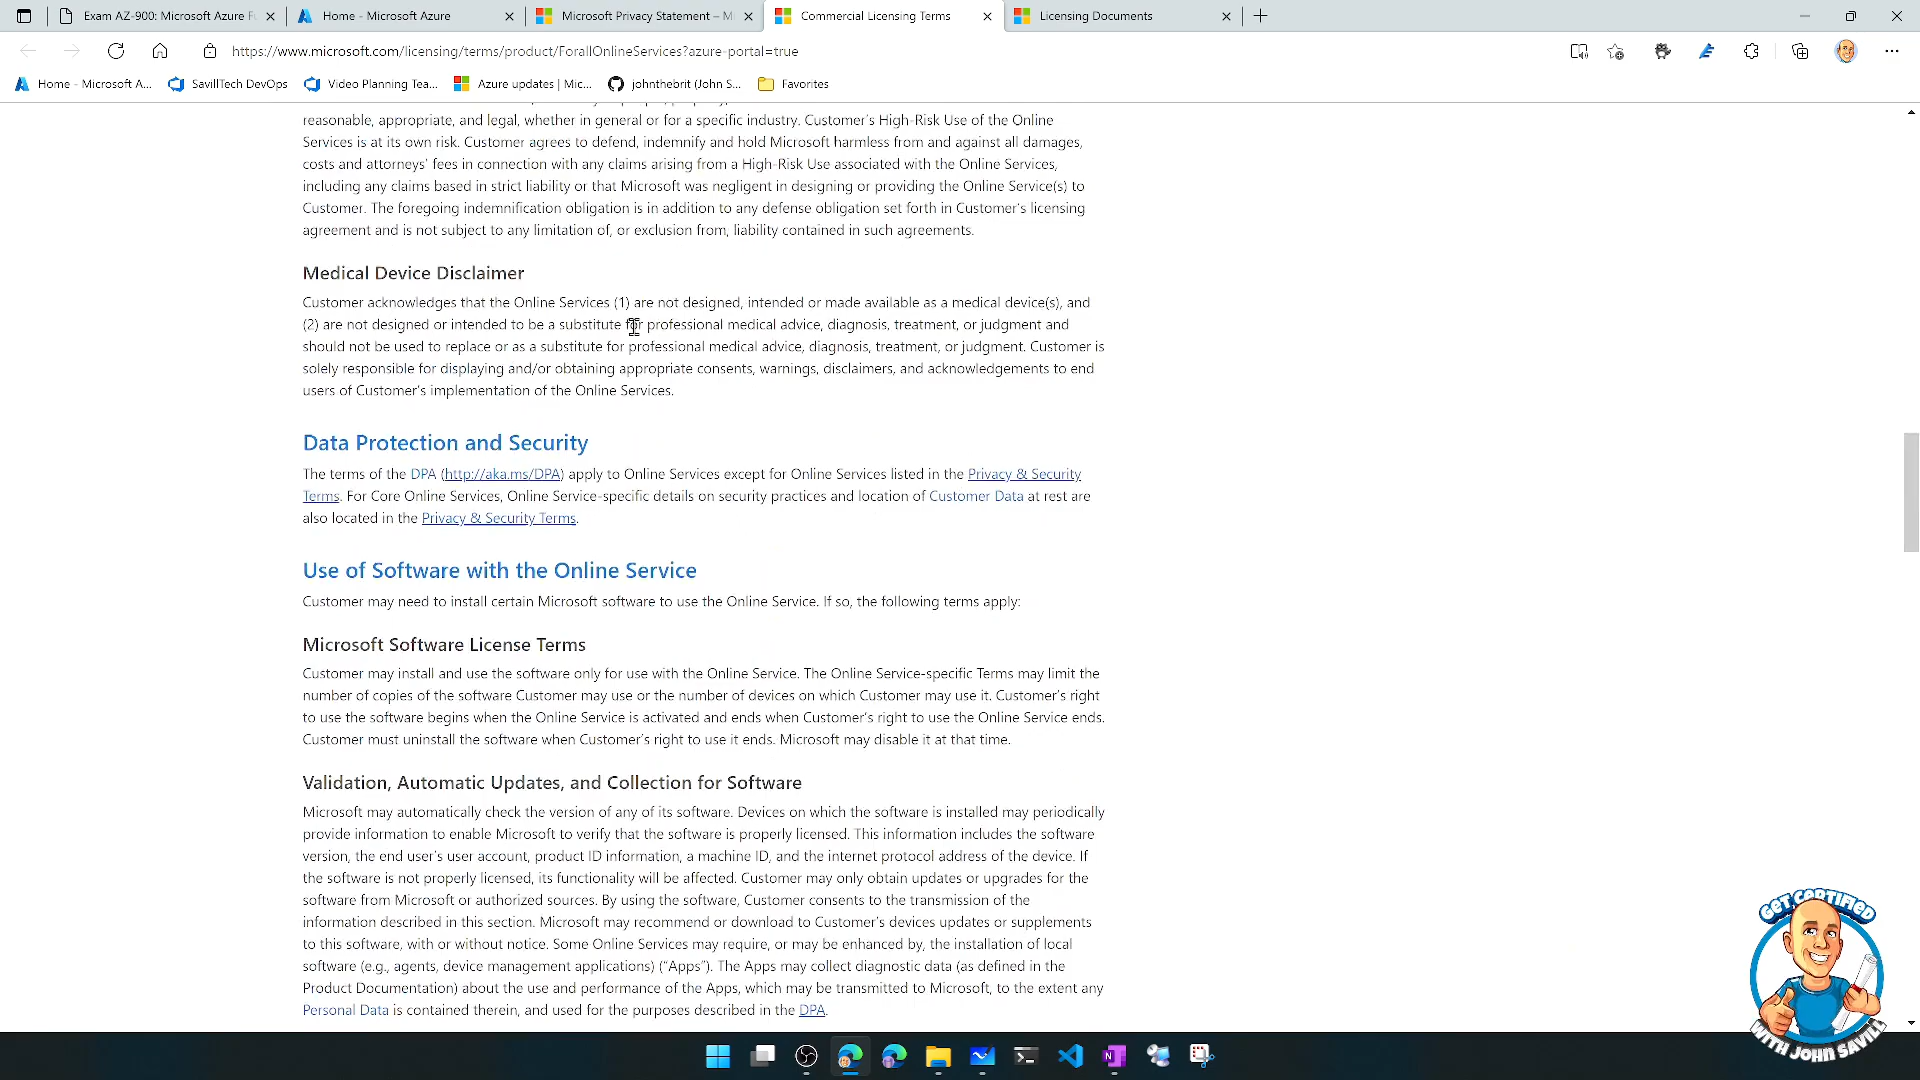 Exam AZ-900: Microsoft Azure Fu
Home - Microsoft Azure
Microsoft Privacy Statement – Mi
Commercial Licensing Terms
Licensing Documents
https://www.microsoft.com/licensing/terms/product/ForallOnlineServices?azure-portal=true
Home - Microsoft A...
SavillTech DevOps
Video Planning Tea...
Azure updates | Mic...
johnthebrit (John S...
Favorites
reasonable, appropriate, and legal, whether in general or for a specific industry. Customer's High-Risk Use of the Online
Services is at its own risk. Customer agrees to defend, indemnify and hold Microsoft harmless from and against all damages,
costs and attorneys' fees in connection with any claims arising from a High-Risk Use associated with the Online Services,
including any claims based in strict liability or that Microsoft was negligent in designing or providing the Online Service(s) to
Customer. The foregoing indemnification obligation is in addition to any defense obligation set forth in Customer's licensing
agreement and is not subject to any limitation of, or exclusion from, liability contained in such agreements.
Medical Device Disclaimer
Customer acknowledges that the Online Services (1) are not designed, intended or made available as a medical device(s), and
(2) are not designed or intended to be a substitute for professional medical advice, diagnosis, treatment, or judgment and
should not be used to replace or as a substitute for professional medical advice, diagnosis, treatment, or judgment. Customer is
solely responsible for displaying and/or obtaining appropriate consents, warnings, disclaimers, and acknowledgements to end
users of Customer's implementation of the Online Services.
Data Protection and Security
The terms of the DPA (http://aka.ms/DPA) apply to Online Services except for Online Services listed in the Privacy & Security
Terms. For Core Online Services, Online Service-specific details on security practices and location of Customer Data at rest are
also located in the Privacy & Security Terms.
Use of Software with the Online Service
Customer may need to install certain Microsoft software to use the Online Service. If so, the following terms apply:
Microsoft Software License Terms
Customer may install and use the software only for use with the Online Service. The Online Service-specific Terms may limit the
number of copies of the software Customer may use or the number of devices on which Customer may use it. Customer's right
to use the software begins when the Online Service is activated and ends when Customer's right to use the Online Service ends.
Customer must uninstall the software when Customer's right to use it ends. Microsoft may disable it at that time.
Validation, Automatic Updates, and Collection for Software
Microsoft may automatically check the version of any of its software. Devices on which the software is installed may periodically
provide information to enable Microsoft to verify that the software is properly licensed. This information includes the software
version, the end user's user account, product ID information, a machine ID, and the internet protocol address of the device. If
the software is not properly licensed, its functionality will be affected. Customer may only obtain updates or upgrades for the
software from Microsoft or authorized sources. By using the software, Customer consents to the transmission of the
information described in this section. Microsoft may recommend or download to Customer's devices updates or supplements
to this software, with or without notice. Some Online Services may require, or may be enhanced by, the installation of local
software (e.g., agents, device management applications) (“Apps”). The Apps may collect diagnostic data (as defined in the
Product Documentation) about the use and performance of the Apps, which may be transmitted to Microsoft, to the extent any
Personal Data is contained therein, and used for the purposes described in the DPA.
GET CERTIFIED
WITH JOHN SAVILL